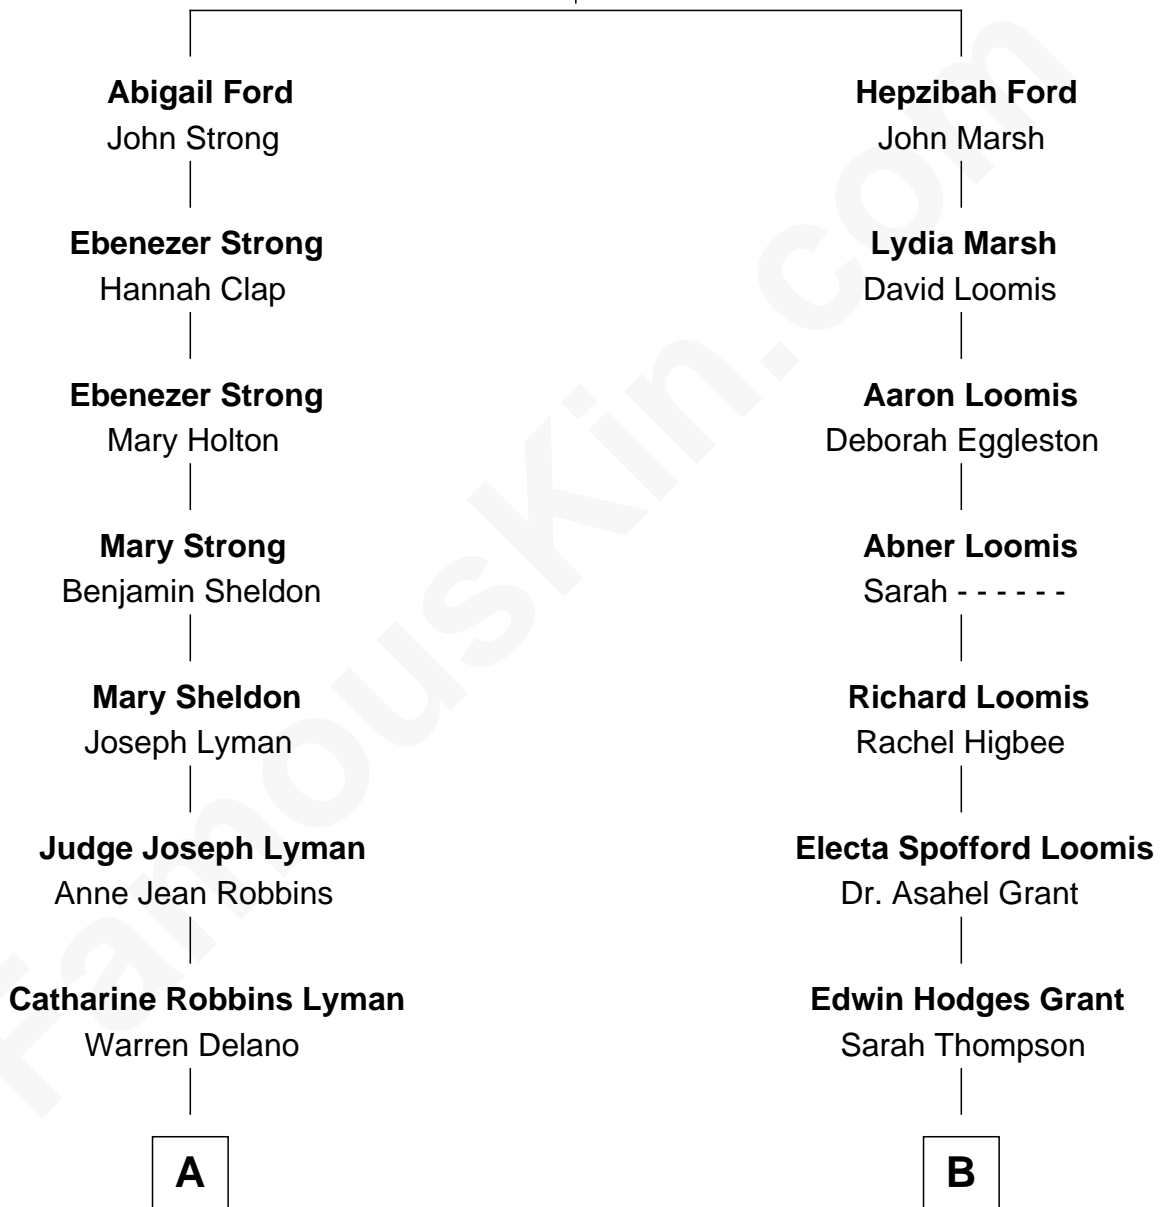 Abigail Ford
John Strong
Hepzibah Ford
John Marsh
Ebenezer Strong
Hannah Clap
Lydia Marsh
David Loomis
Ebenezer Strong
Mary Holton
Aaron Loomis
Deborah Eggleston
Mary Strong
Benjamin Sheldon
Abner Loomis
Sarah - - - - - -
Mary Sheldon
Joseph Lyman
Richard Loomis
Rachel Higbee
Judge Joseph Lyman
Anne Jean Robbins
Electa Spofford Loomis
Dr. Asahel Grant
Catharine Robbins Lyman
Warren Delano
Edwin Hodges Grant
Sarah Thompson
A
B
FamousKin.com